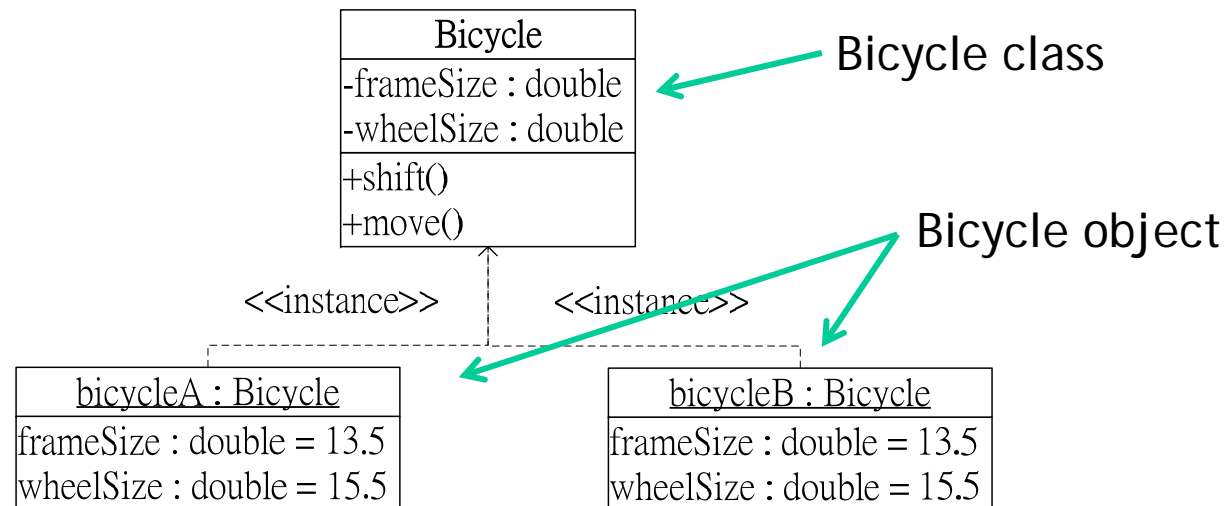 Bicycle
-frameSize : double
-wheelSize : double
+shift()
+move()
Bicycle class
Bicycle object
<<instance>>
<<instance>>
bicycleA : Bicycle
frameSize : double = 13.5
wheelSize : double = 15.5
bicycleB : Bicycle
frameSize : double = 13.5
wheelSize : double = 15.5